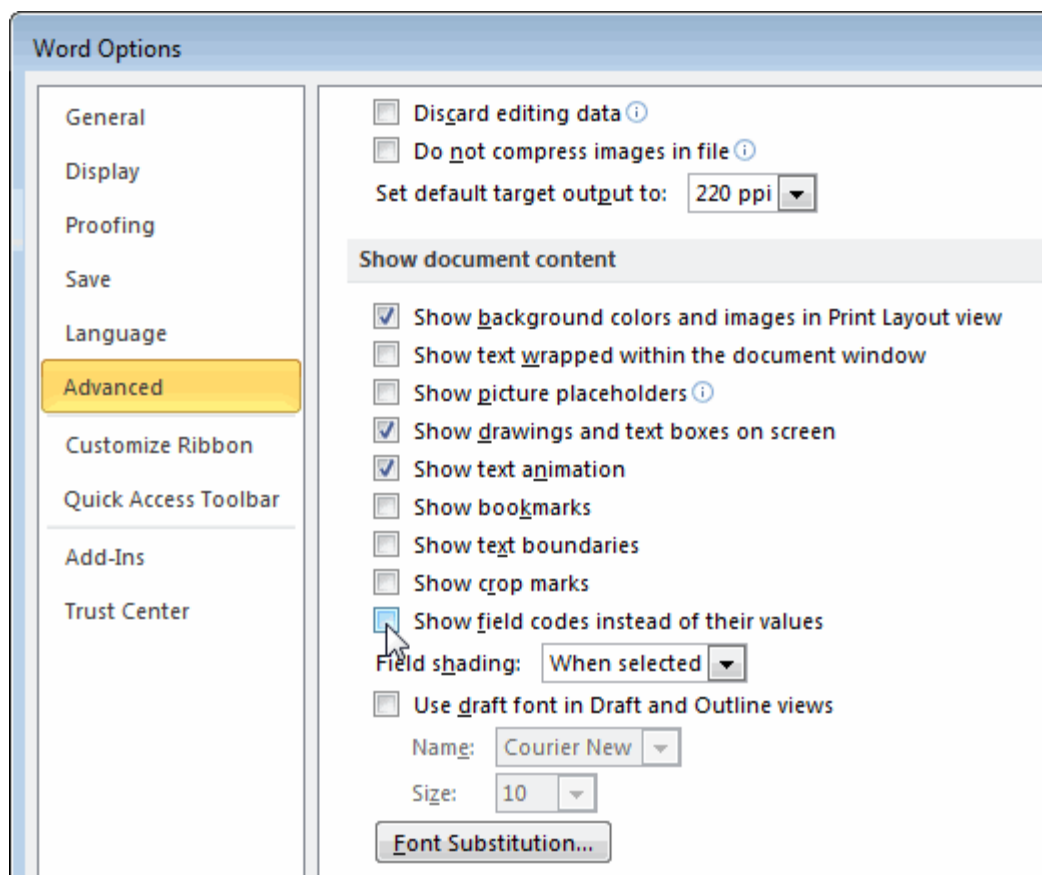 Word Options
General
Display
Proofing
Save
Language
Advanced
Customize Ribbon
Quick Access Toolbar
Add-Ins
Trust Center
Discard editing data
Do not compress images in file
Set default target output to: 220 ppi
Show document content
Show background colors and images in Print Layout view
Show text wrapped within the document window
Show picture placeholders
Show drawings and text boxes on screen
Show text animation
Show bookmarks
Show text boundaries
Show crop marks
Show field codes instead of their values
Field shading: When selected
Use draft font in Draft and Outline views
Name: Courier New
Size: 10
Font Substitution...